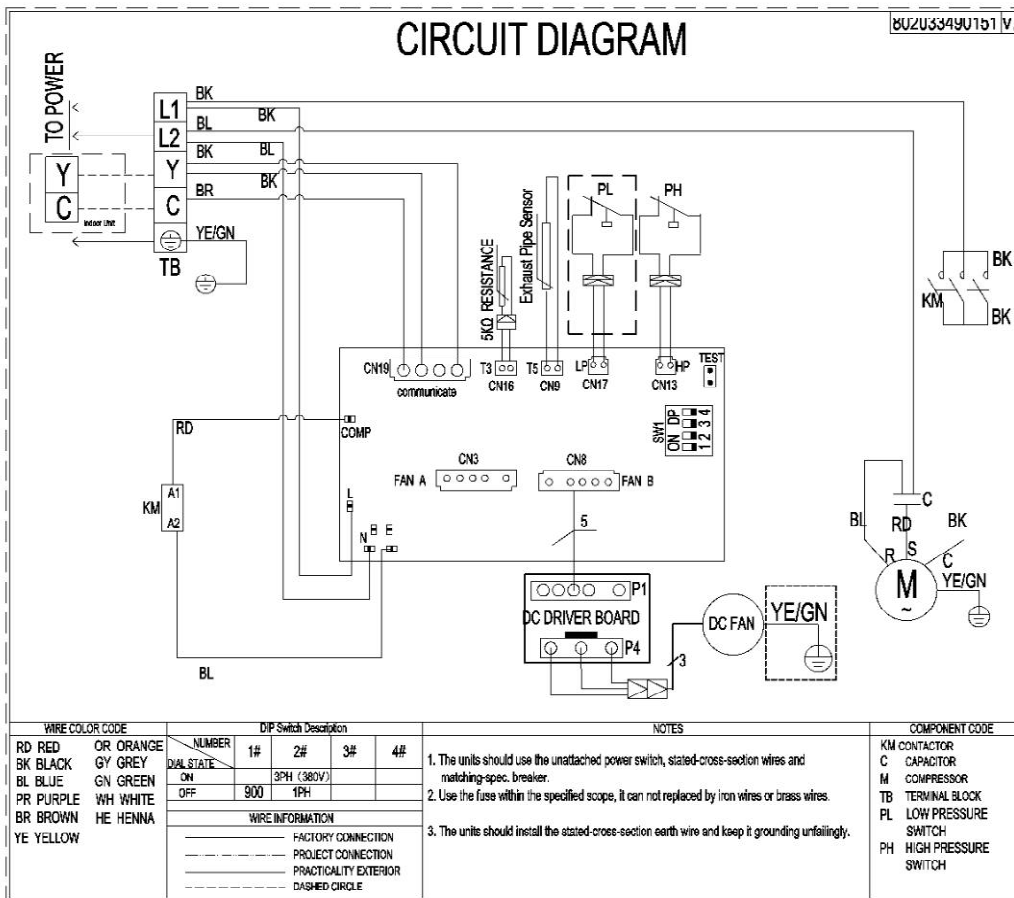 CIRCUIT DIAGRAM
802033490151 V
TO POWER
L1
L2
Y
C
TB
Y
C
Indoor Unit
BK
BK
BL
BK
BL
BK
BR
YE/GN
5KΩ RESISTANCE
Exhaust Pipe Sensor
PL
PH
KM
BK
BK
CN19
communicate
T3
CN16
T5
CN9
LP
CN17
HP
CN13
TEST
SW1
ON DP
1 2 3 4
COMP
RD
KM
A1
A2
BL
FAN A
CN3
CN8
FAN B
L
N
E
5
P1
DC DRIVER BOARD
P4
3
DC FAN
YE/GN
C
BL
RD
BK
R
S
C
M
~
YE/GN
WIRE COLOR CODE
RD RED OR ORANGE
BK BLACK GY GREY
BL BLUE GN GREEN
PR PURPLE WH WHITE
BR BROWN HE HENNA
YE YELLOW
DIP Switch Description
NUMBER 1# 2# 3# 4#
DIAL STATE
ON 3PH (380V)
OFF 900 1PH
WIRE INFORMATION
FACTORY CONNECTION
PROJECT CONNECTION
PRACTICALITY EXTERIOR
DASHED CIRCLE
NOTES
1. The units should use the unattached power switch, stated-cross-section wires and
matching-spec. breaker.
2. Use the fuse within the specified scope, it can not replaced by iron wires or brass wires.
3. The units should install the stated-cross-section earth wire and keep it grounding unfailingly.
COMPONENT CODE
KM CONTACTOR
C CAPACITOR
M COMPRESSOR
TB TERMINAL BLOCK
PL LOW PRESSURE
SWITCH
PH HIGH PRESSURE
SWITCH